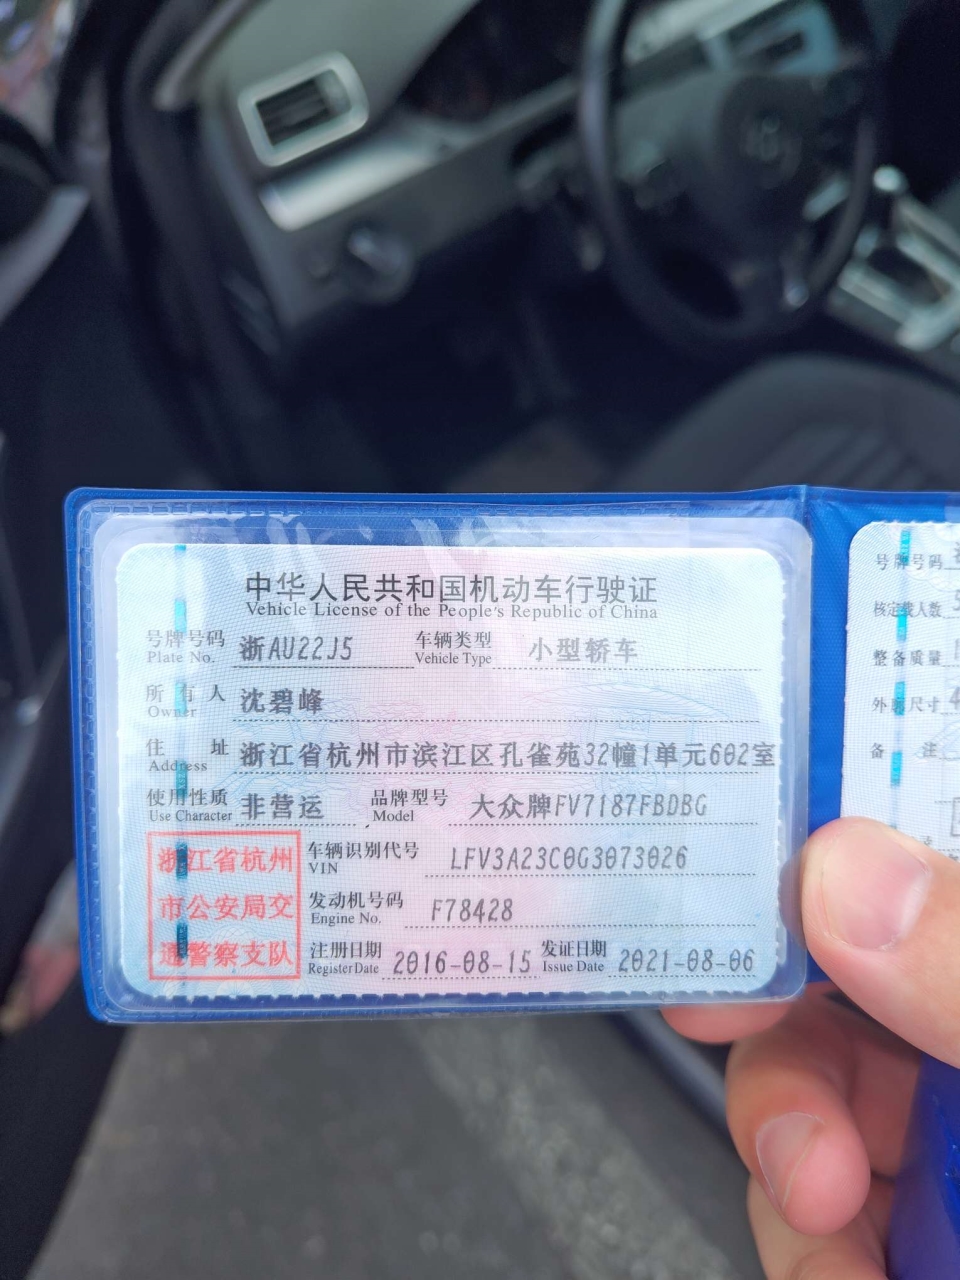 中华人民共和国机动车行驶证
Vehicle License of the People's Republic of China
号牌号码 浙AU22J5 车辆类型 小型轿车
Plate No. Vehicle Type
所有人 沈碧峰
Owner
住址 浙江省杭州市滨江区孔雀苑32幢1单元602室
Address
使用性质 非营运 品牌型号 大众牌FV7187FBDBG
Use Character Model
浙江省杭州
市公安局交
通警察支队
车辆识别代号 LFV3A23C0G3073026
VIN
发动机号码 F78428
Engine No.
注册日期 2016-08-15 发证日期 2021-08-06
Register Date Issue Date
号牌号码
核定载人数
整备质量
外廓尺寸
备注